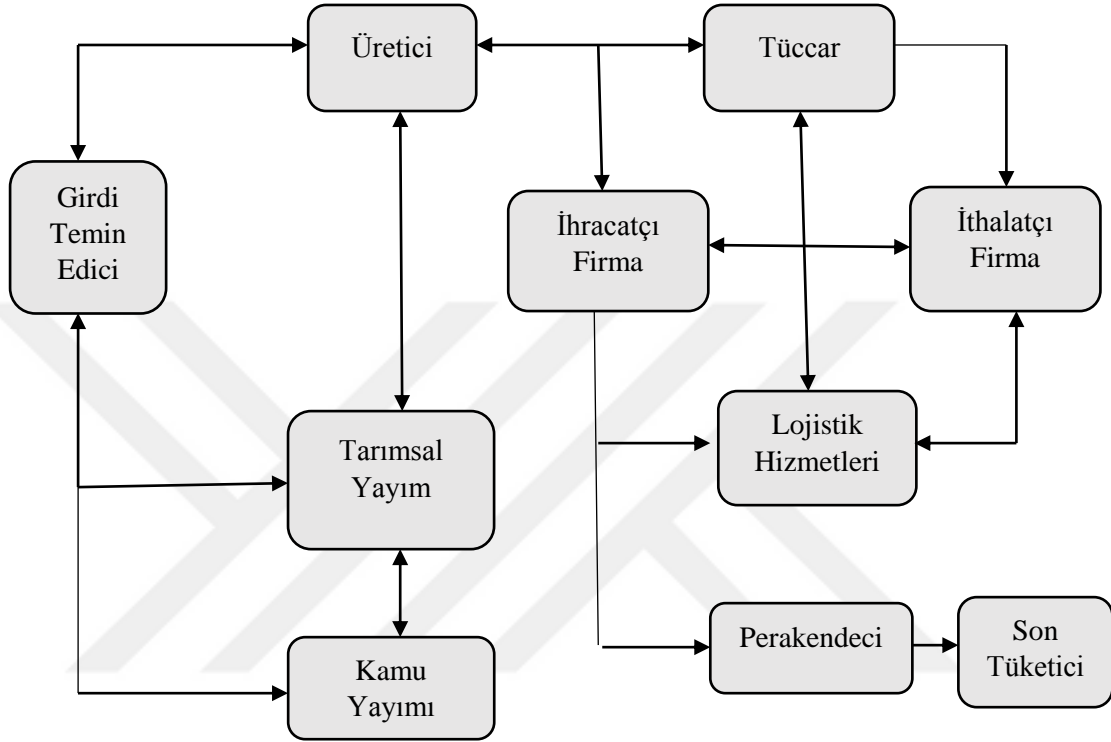 Üretici
Tüccar
Girdi
Temin
Edici
İhracatçı
Firma
İthalatçı
Firma
Tarımsal
Yayım
Lojistik
Hizmetleri
Kamu
Yayımı
Perakendeci
Son
Tüketici